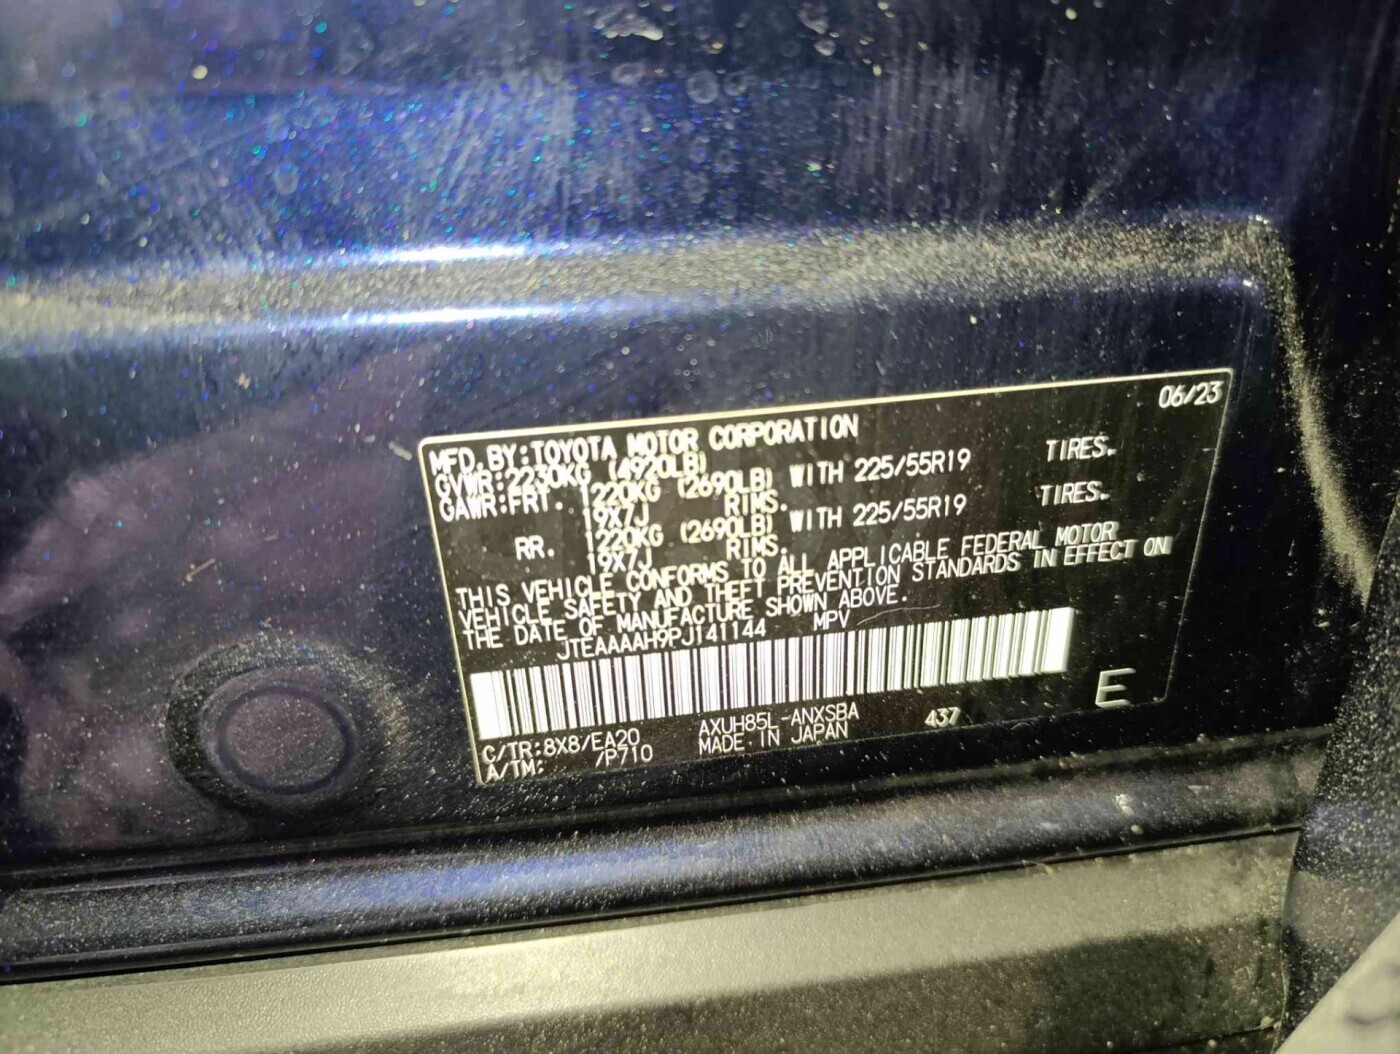 06/23
MFD. BY: TOYOTA MOTOR CORPORATION
GVWR: 2230KG (4920LB)
GAWR: FRT. 1220KG (2690LB) WITH 225/55R19 TIRES.
19X7J RIMS.
RR. 1220KG (2690LB) WITH 225/55R19 TIRES.
19X7J RIMS.
THIS VEHICLE CONFORMS TO ALL APPLICABLE FEDERAL MOTOR
VEHICLE SAFETY AND THEFT PREVENTION STANDARDS IN EFFECT ON
THE DATE OF MANUFACTURE SHOWN ABOVE.
JTEAAAAH9PJ141144 MPV
C/TR: 8X8/EA20 AXUH85L-ANXSBA 437 E
A/TM: /P710 MADE IN JAPAN